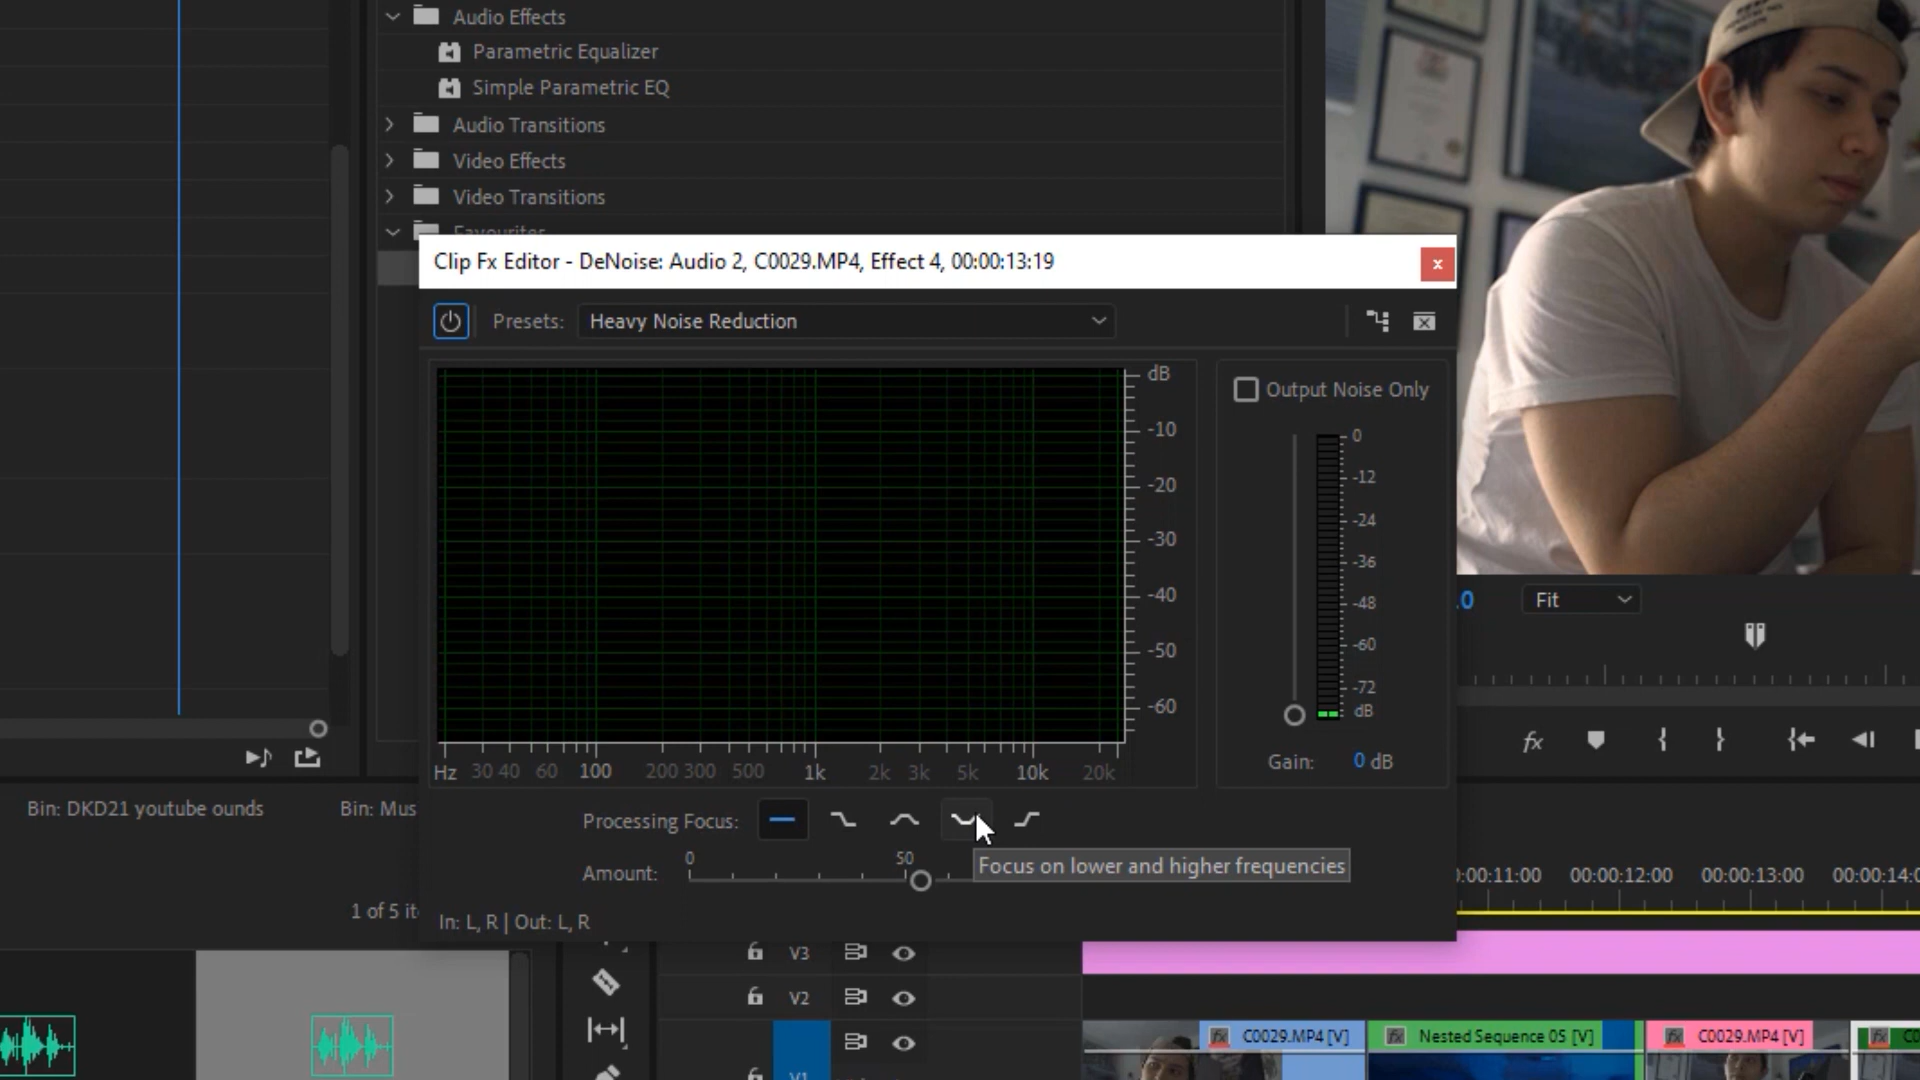 Audio Effects
Parametric Equalizer
Simple Parametric EQ
Audio Transitions
Video Effects
Video Transitions
Favourites
Clip Fx Editor - DeNoise: Audio 2, C0029.MP4, Effect 4, 00:00:13:19
x
Presets: Heavy Noise Reduction
dB
-10
-20
-30
-40
-50
-60
Hz 30 40 60 100 200 300 500 1k 2k 3k 5k 10k 20k
Output Noise Only
0
-12
-24
-36
-48
-60
-72
dB
Gain: 0 dB
Processing Focus:
Focus on lower and higher frequencies
Amount: 0 50
In: L, R | Out: L, R
.0 Fit
fx
Bin: DKD21 youtube ounds Bin: Mus
1 of 5 it
:00:11:00 00:00:12:00 00:00:13:00 00:00:14:0
V3
V2
V1
fx C0029.MP4 [V] fx Nested Sequence 05 [V] fx C0029.MP4 [V] fx C0